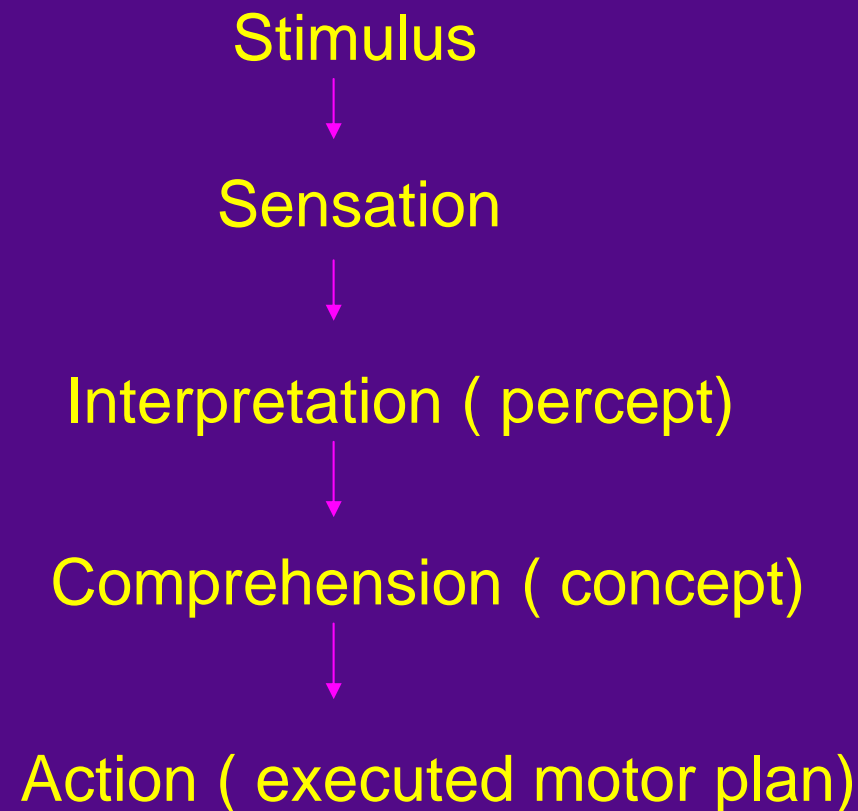 Stimulus
Sensation
Interpretation ( percept)
Comprehension ( concept)
Action ( executed motor plan)